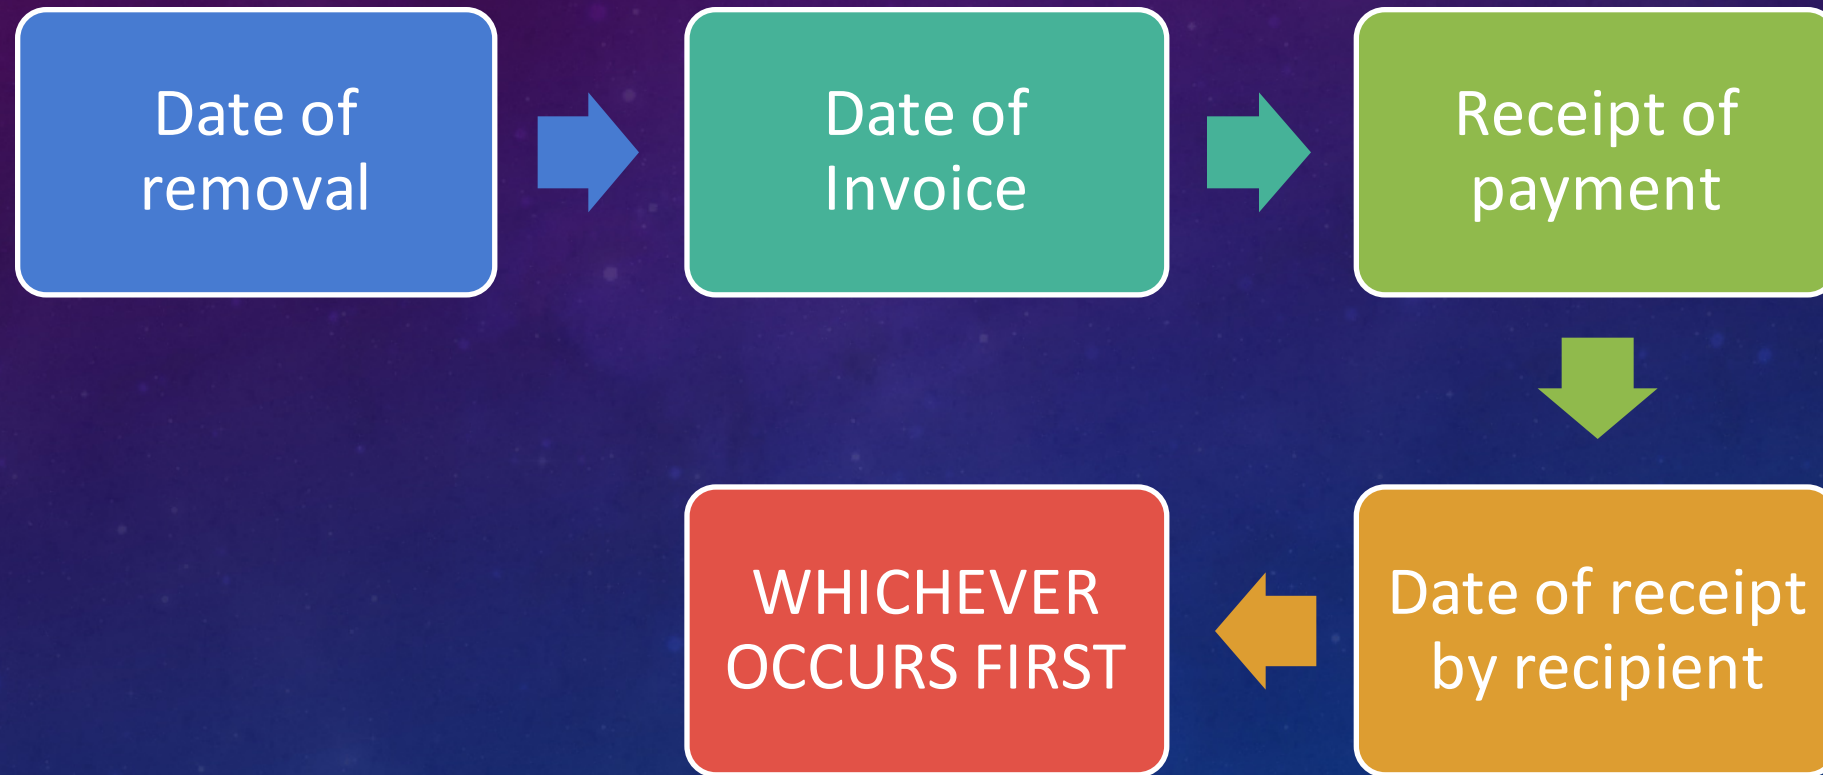 Date of
removal
Date of
Invoice
Receipt of
payment
Date of receipt
by recipient
WHICHEVER
OCCURS FIRST